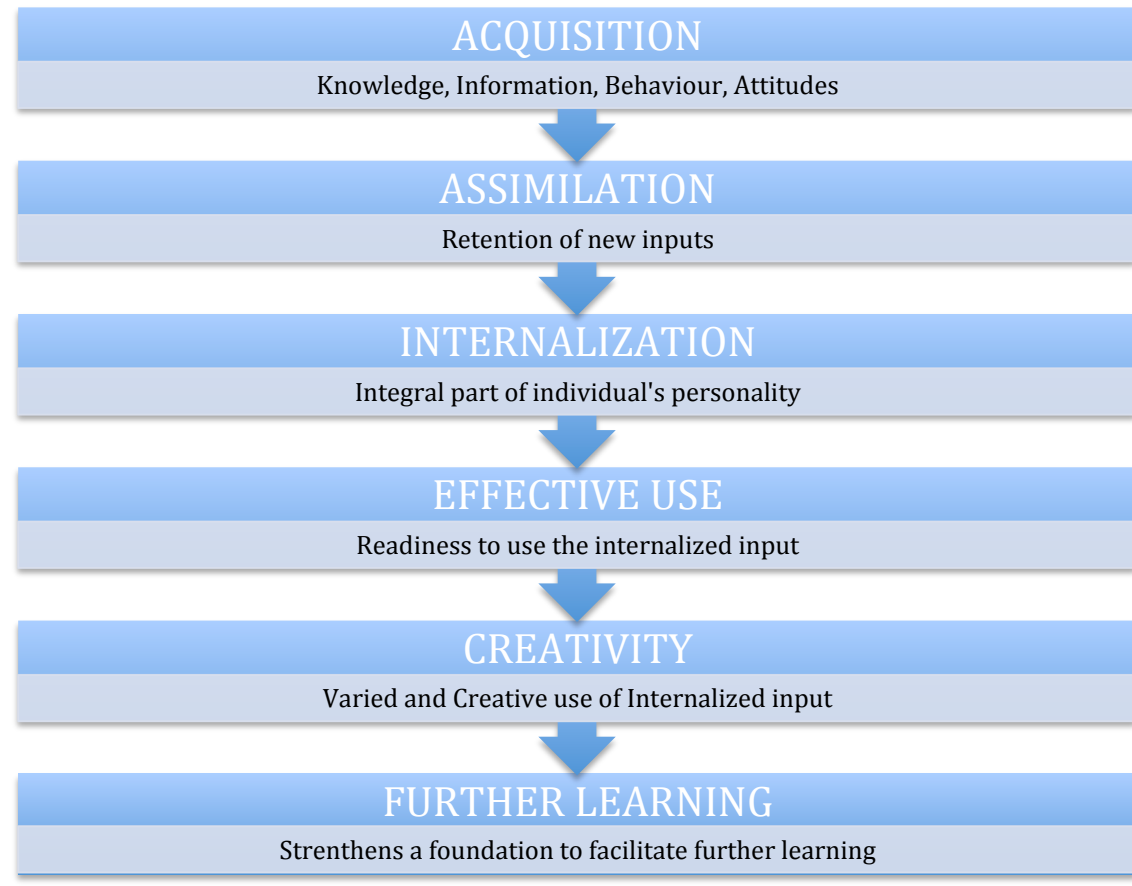 ACQUISITION
Knowledge, Information, Behaviour, Attitudes
ASSIMILATION
Retention of new inputs
INTERNALIZATION
Integral part of individual's personality
EFFECTIVE USE
Readiness to use the internalized input
CREATIVITY
Varied and Creative use of Internalized input
FURTHER LEARNING
Strenthens a foundation to facilitate further learning